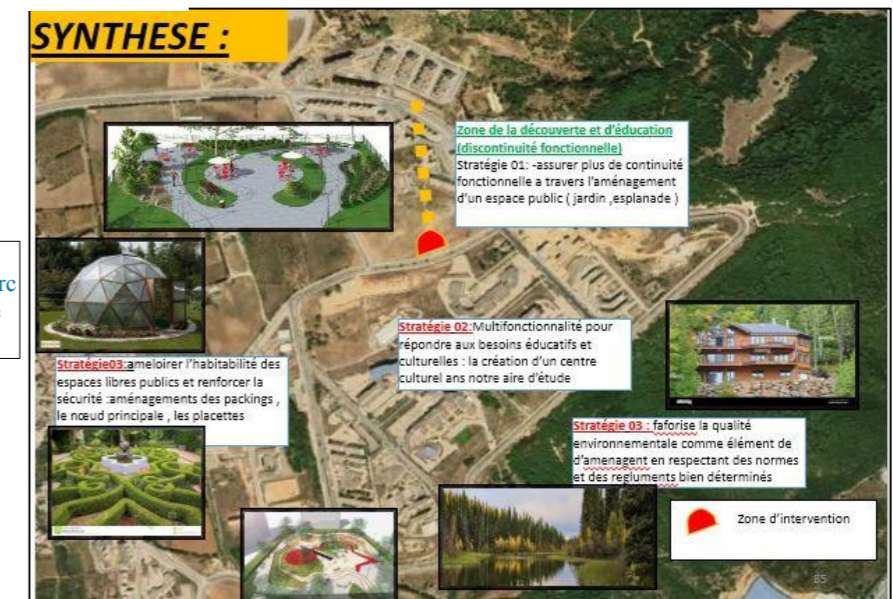 SYNTHESE :
Zone de la découverte et d'éducation
(discontinuité fonctionnelle)
Stratégie 01: -assurer plus de continuité
fonctionnelle a travers l'aménagement
d'un espace public ( jardin ,esplanade )
rc
Stratégie 02:Multifonctionnalité pour
répondre aux besoins éducatifs et
culturelles : la création d'un centre
culturel ans notre aire d'étude
Stratégie03:ameloirer l'habitabilité des
espaces libres publics et renforcer la
sécurité :aménagements des packings ,
le nœud principale , les placettes
Stratégie 03 : faforise la qualité
environnementale comme élément de
d'amenagent en respectant des normes
et des regluments bien déterminés
Zone d'intervention
85